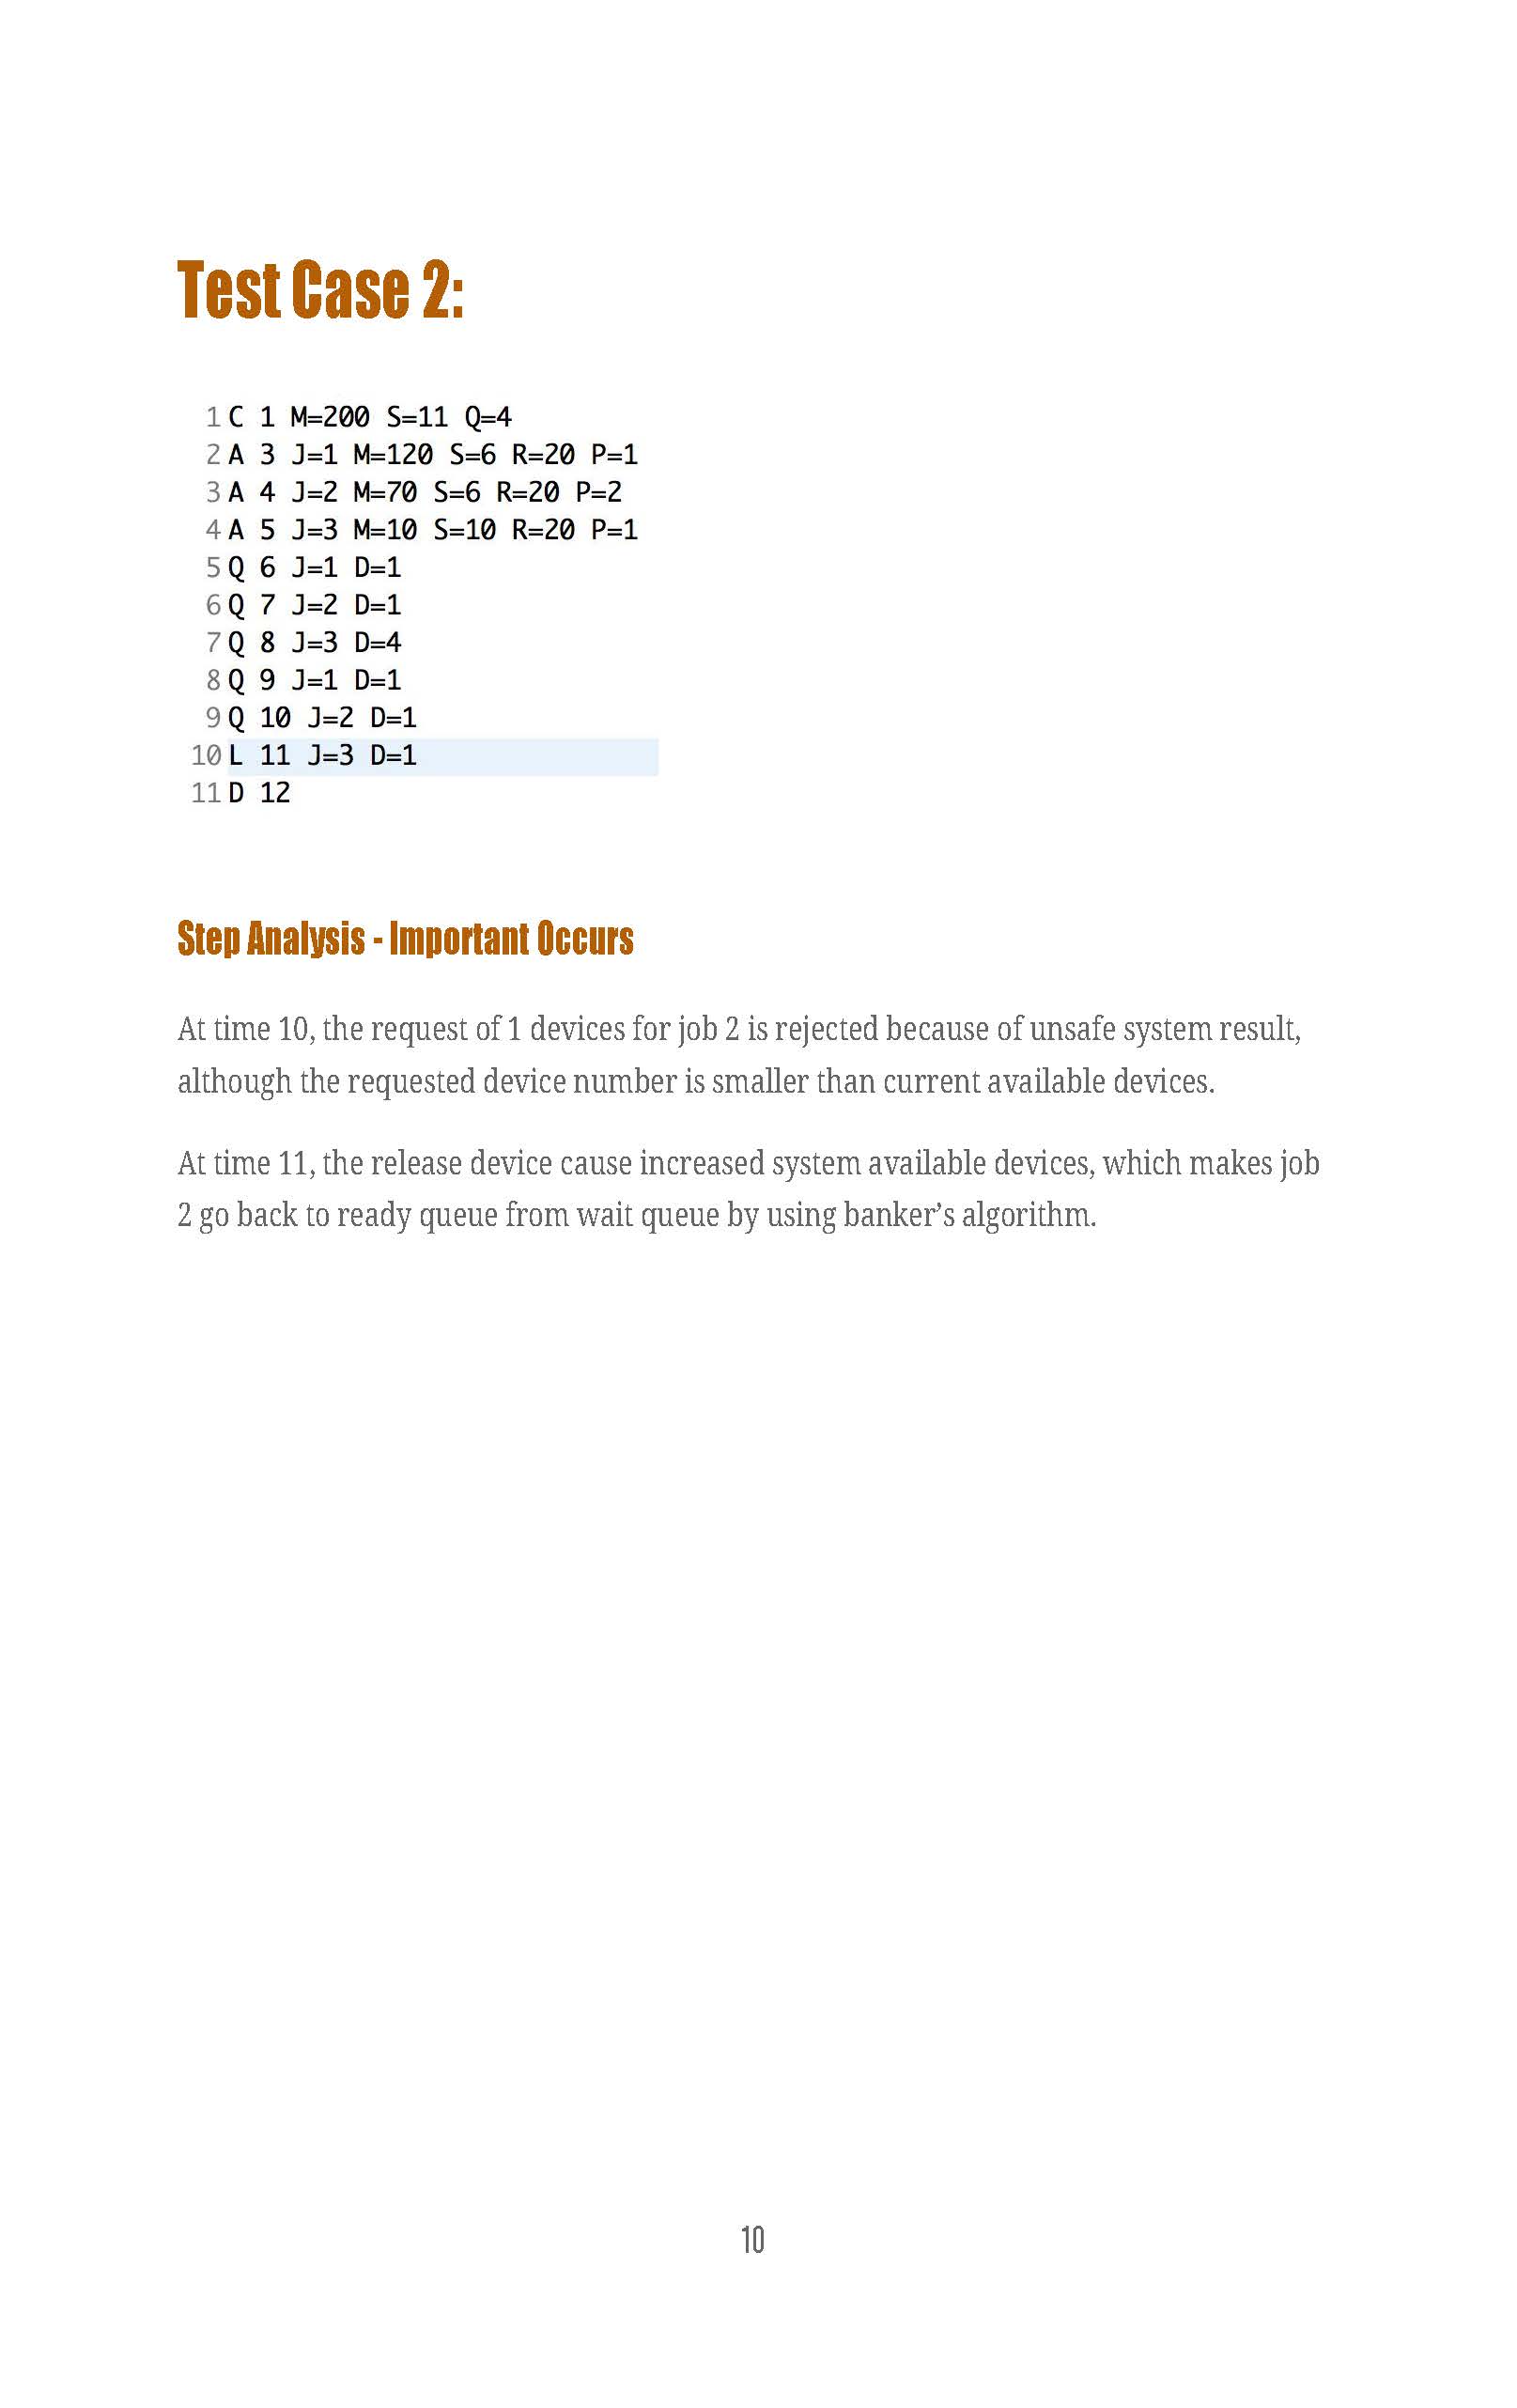 Test Case 2:
1 C 1 M=200 S=11 Q=4
2 A 3 J=1 M=120 S=6 R=20 P=1
3 A 4 J=2 M=70 S=6 R=20 P=2
4 A 5 J=3 M=10 S=10 R=20 P=1
5 Q 6 J=1 D=1
6 Q 7 J=2 D=1
7 Q 8 J=3 D=4
8 Q 9 J=1 D=1
9 Q 10 J=2 D=1
10 L 11 J=3 D=1
11 D 12
Step Analysis - Important Occurs
At time 10, the request of 1 devices for job 2 is rejected because of unsafe system result,
although the requested device number is smaller than current available devices.
At time 11, the release device cause increased system available devices, which makes job
2 go back to ready queue from wait queue by using banker’s algorithm.
10